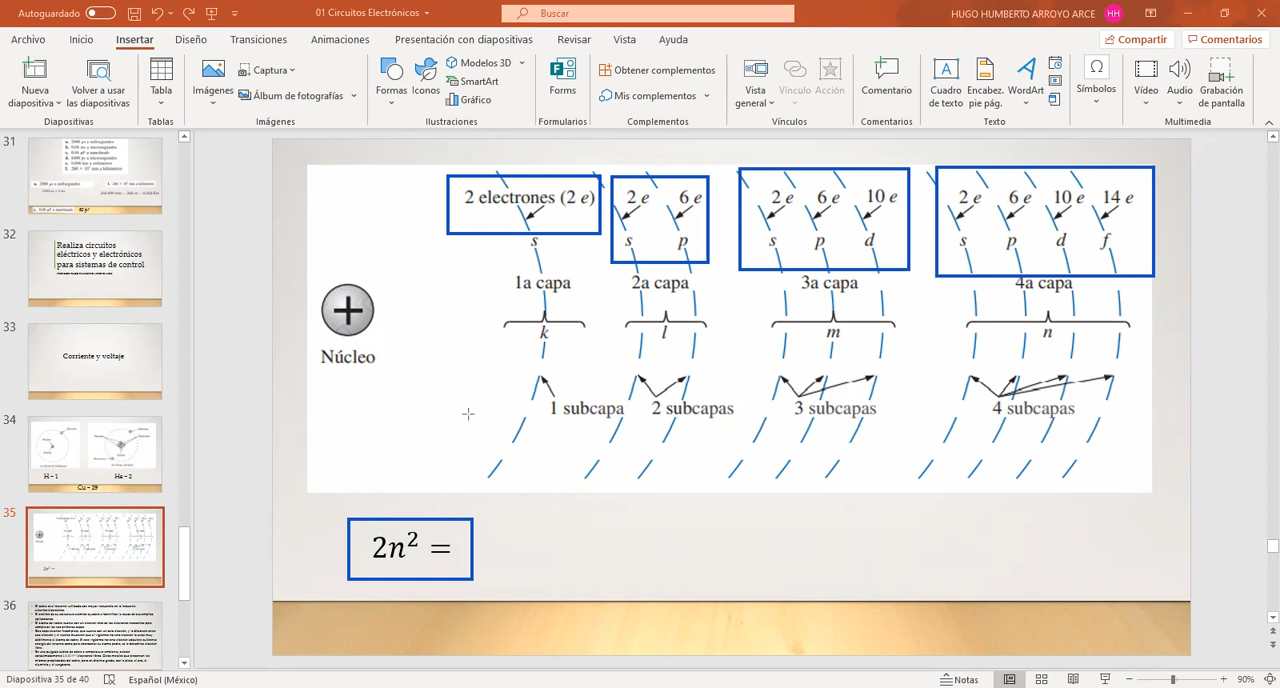 Autoguardado
01 Circuitos Electrónicos
Buscar
HUGO HUMBERTO ARROYO ARCE
HH
Archivo Inicio Insertar Diseño Transiciones Animaciones Presentación con diapositivas Revisar Vista Ayuda
Compartir Comentarios
Nueva diapositiva
Volver a usar las diapositivas
Diapositivas
Tabla
Tablas
Imágenes
Captura
Álbum de fotografías
Imágenes
Formas
Iconos
Modelos 3D
SmartArt
Gráfico
Ilustraciones
Forms
Formularios
Obtener complementos
Mis complementos
Complementos
Vista general
Vínculo
Acción
Vínculos
Comentario
Comentarios
Cuadro de texto
Encabez. pie pág.
WordArt
Texto
Símbolos
Vídeo
Audio
Grabación de pantalla
Multimedia
31
32
Realiza circuitos
eléctricos y electrónicos
para sistemas de control
33
Corriente y voltaje
34
H - 1 He - 2
Cu - 29
35
36
2 electrones (2 e) 2 e 6 e 2 e 6 e 10 e 2 e 6 e 10 e 14 e
s s p s p d s p d f
1a capa 2a capa 3a capa 4a capa
k l m n
+
Núcleo
1 subcapa 2 subcapas 3 subcapas 4 subcapas
2n² =
Diapositiva 35 de 40 Español (México) Notas 90%